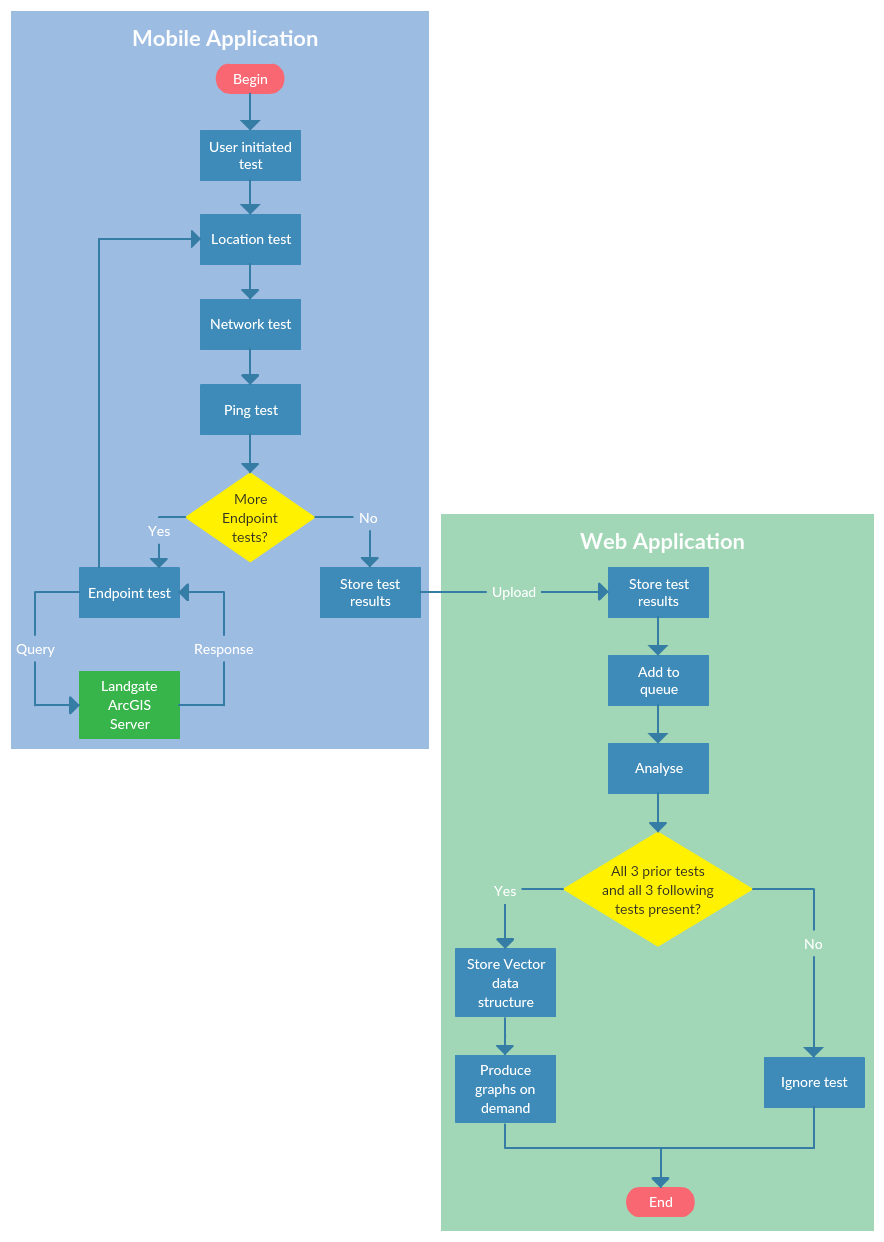 Mobile Application
Begin
User initiated
test
Location test
Network test
Ping test
More
Endpoint
tests?
Yes
No
Endpoint test
Store test
results
Query
Response
Landgate
ArcGIS
Server
Upload
Web Application
Store test
results
Add to
queue
Analyse
All 3 prior tests
and all 3 following
tests present?
Yes
No
Store Vector
data
structure
Produce
graphs on
demand
Ignore test
End